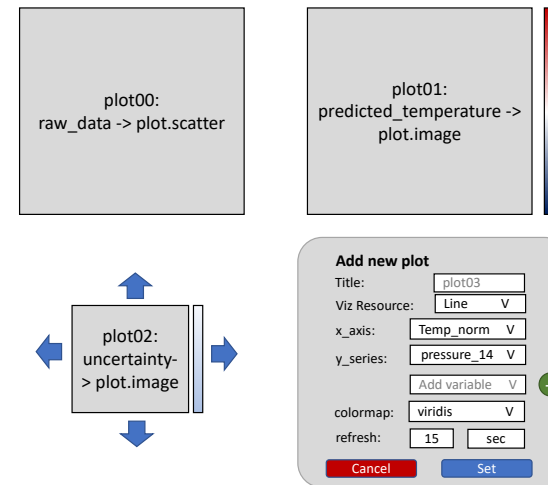 plot00:
raw_data -> plot.scatter
plot01:
predicted_temperature ->
plot.image
plot02:
uncertainty-
> plot.image
Add new plot
Title: plot03
Viz Resource: Line V
x_axis: Temp_norm V
y_series: pressure_14 V
Add variable V
colormap: viridis V
refresh: 15 sec
Cancel Set